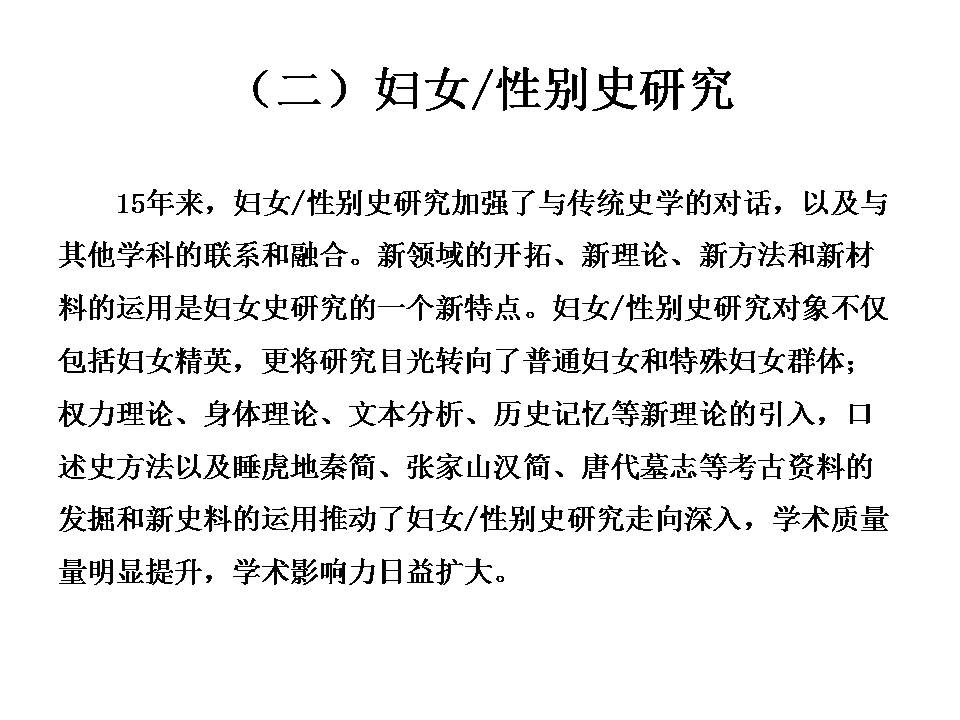 （二）妇女/性别史研究
15年来，妇女/性别史研究加强了与传统史学的对话，以及与
其他学科的联系和融合。新领域的开拓、新理论、新方法和新材
料的运用是妇女史研究的一个新特点。妇女/性别史研究对象不仅
包括妇女精英，更将研究目光转向了普通妇女和特殊妇女群体；
权力理论、身体理论、文本分析、历史记忆等新理论的引入，口
述史方法以及睡虎地秦简、张家山汉简、唐代墓志等考古资料的
发掘和新史料的运用推动了妇女/性别史研究走向深入，学术质量
量明显提升，学术影响力日益扩大。